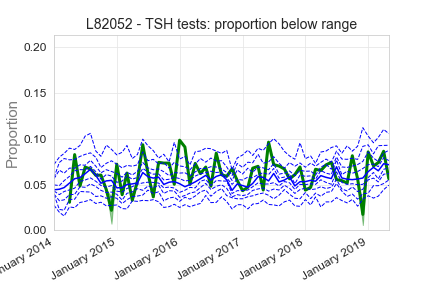 L82052 - TSH tests: proportion below range
Proportion
0.20
0.15
0.10
0.05
0.00
nuary 2014
January 2015
January 2016
January 2017
January 2018
January 2019